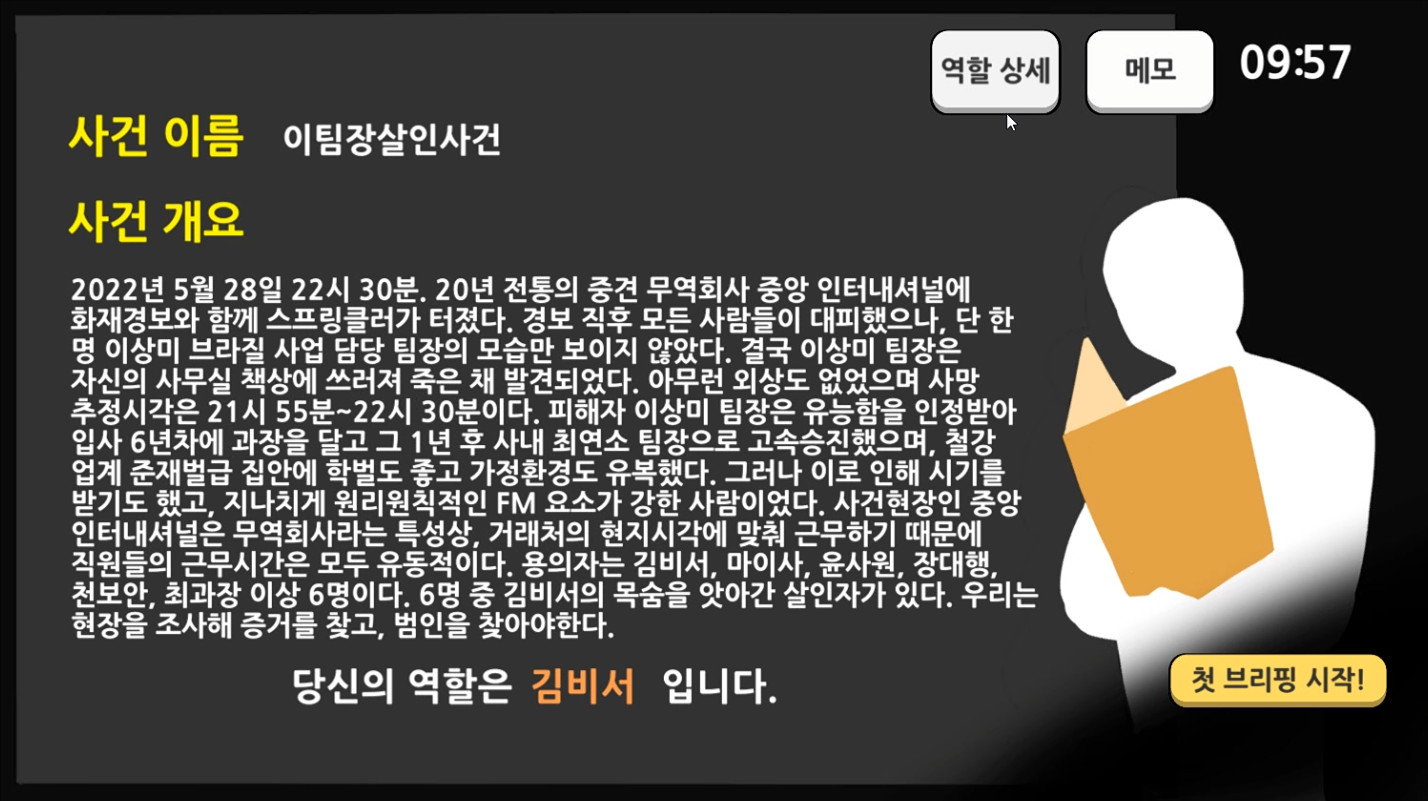 역할 상세
메모
09:57
사건 이름 이팀장살인사건
사건 개요
2022년 5월 28일 22시 30분. 20년 전통의 중견 무역회사 중앙 인터내셔널에
화재경보와 함께 스프링클러가 터졌다. 경보 직후 모든 사람들이 대피했으나, 단 한
명 이상미 브라질 사업 담당 팀장의 모습만 보이지 않았다. 결국 이상미 팀장은
자신의 사무실 책상에 쓰러져 죽은 채 발견되었다. 아무런 외상도 없었으며 사망
추정시각은 21시 55분~22시 30분이다. 피해자 이상미 팀장은 유능함을 인정받아
입사 6년차에 과장을 달고 그 1년 후 사내 최연소 팀장으로 고속승진했으며, 철강
업계 준재벌급 집안에 학벌도 좋고 가정환경도 유복했다. 그러나 이로 인해 시기를
받기도 했고, 지나치게 원리원칙적인 FM 요소가 강한 사람이었다. 사건현장인 중앙
인터내셔널은 무역회사라는 특성상, 거래처의 현지시각에 맞춰 근무하기 때문에
직원들의 근무시간은 모두 유동적이다. 용의자는 김비서, 마이사, 윤사원, 장대행,
천보안, 최과장 이상 6명이다. 6명 중 김비서의 목숨을 앗아간 살인자가 있다. 우리는
현장을 조사해 증거를 찾고, 범인을 찾아야한다.
당신의 역할은 김비서 입니다.
첫 브리핑 시작!